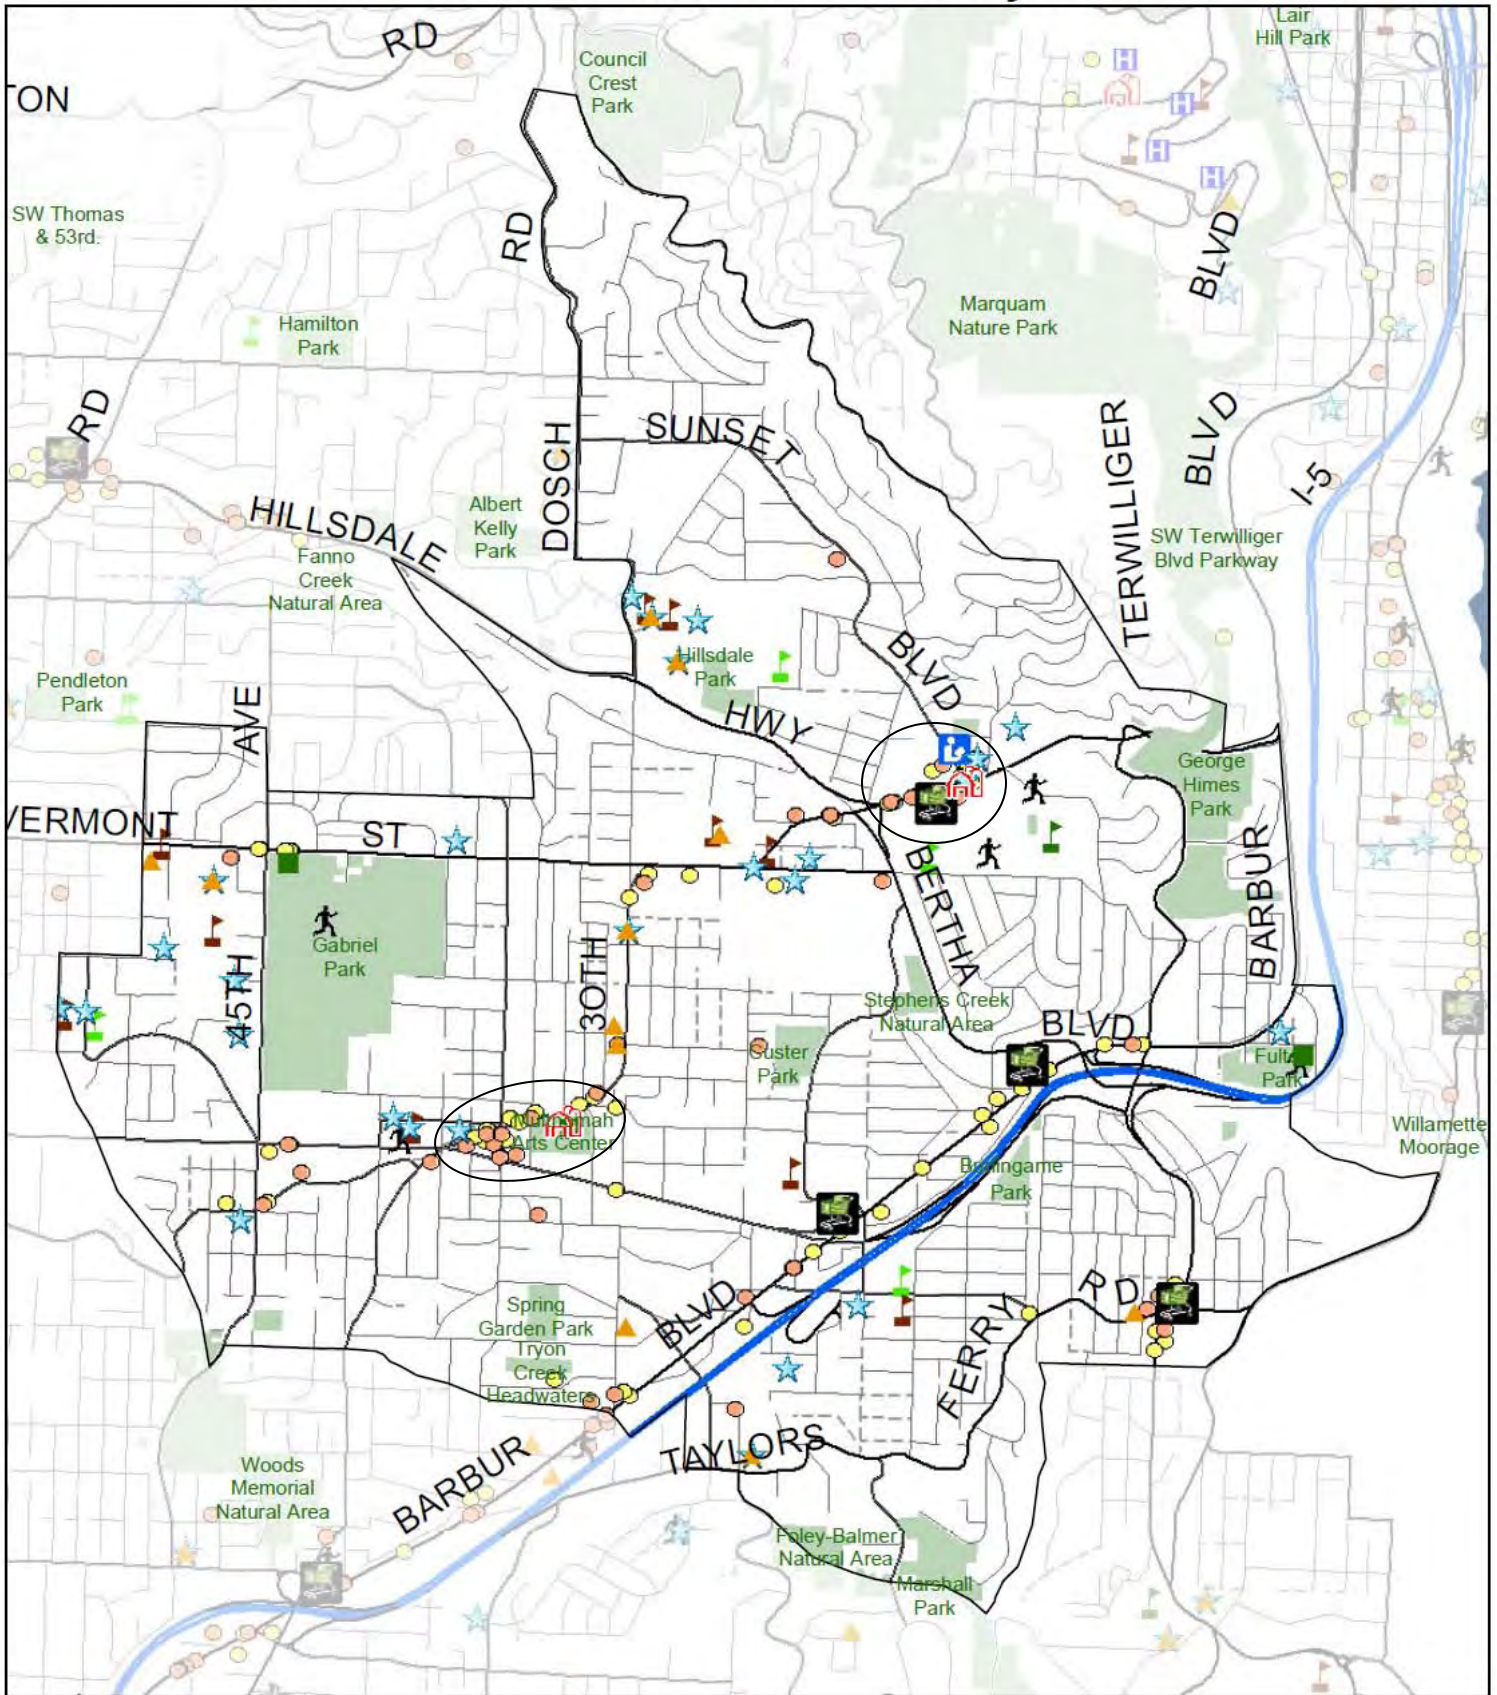 Lair
Hill Park
RD
Council
Crest
Park
TON
H
H
H
H
SW Thomas
& 53rd.
RD
BLVD
Marquam
Nature Park
Hamilton
Park
RD
SUNSET
TERWILLIGER
BLVD
I-5
DOSCH
HILLSDALE
Albert
Kelly
Park
Fanno
Creek
Natural Area
SW Terwilliger
Blvd Parkway
Hillsdale
Park
BLVD
Pendleton
Park
AVE
HWY
George
Himes
Park
VERMONT
ST
BERTHA
BARBUR
Gabriel
Park
45TH
30TH
Stephens Creek
Natural Area
BLVD
Custer
Park
Fulton
Park
Multnomah
Arts Center
Willamette
Moorage
Burlingame
Park
RD
Spring
Garden Park
BLVD
Tryon
Creek
Headwaters
FERRY
TAYLORS
BARBUR
Woods
Memorial
Natural Area
Foley-Balmer
Natural Area
Marshall
Park